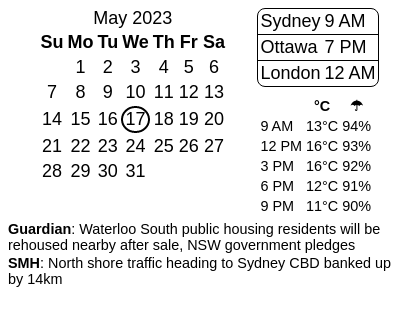 May 2023
Su Mo Tu We Th Fr Sa
1 2 3 4 5 6
7 8 9 10 11 12 13
14 15 16 17 18 19 20
21 22 23 24 25 26 27
28 29 30 31
Sydney 9 AM
Ottawa 7 PM
London 12 AM
°C ☂
9 AM 13°C 94%
12 PM 16°C 93%
3 PM 16°C 92%
6 PM 12°C 91%
9 PM 11°C 90%
Guardian: Waterloo South public housing residents will be
rehoused nearby after sale, NSW government pledges
SMH: North shore traffic heading to Sydney CBD banked up
by 14km